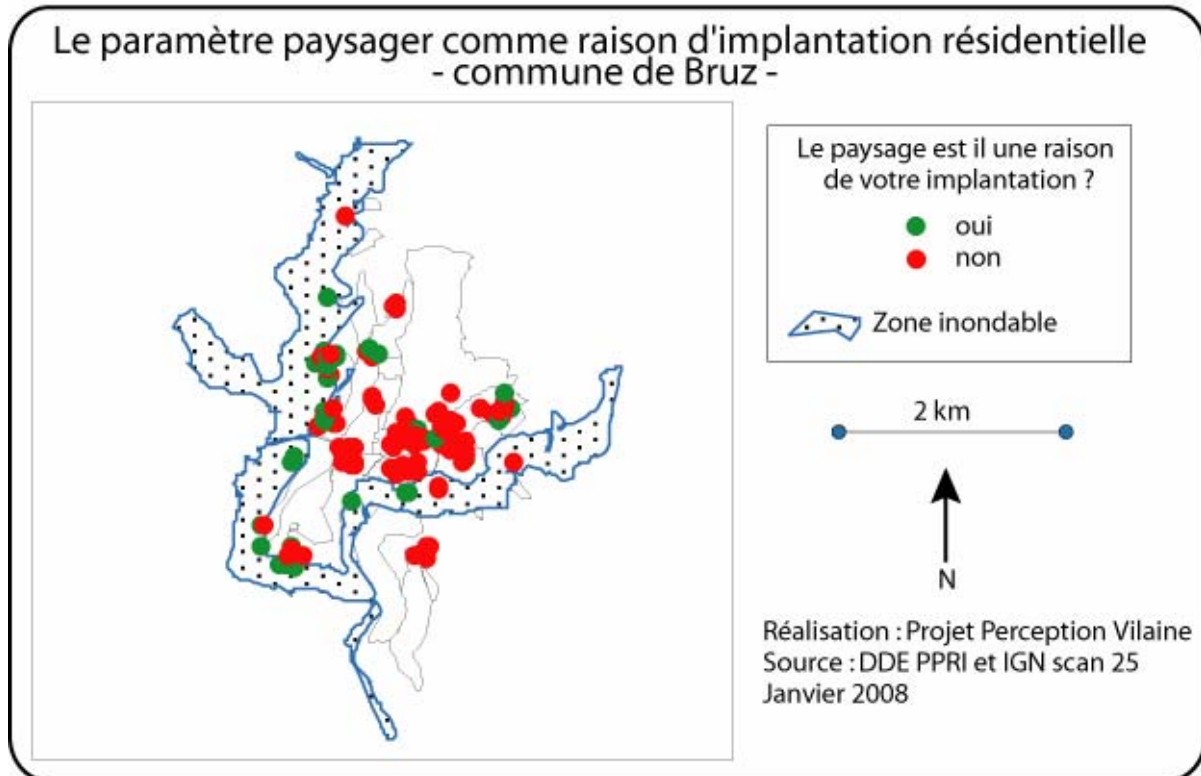 Le paramètre paysager comme raison d'implantation résidentielle
- commune de Bruz -
Le paysage est il une raison
de votre implantation ?
oui
non
Zone inondable
2 km
N
Réalisation : Projet Perception Vilaine
Source : DDE PPRI et IGN scan 25
Janvier 2008